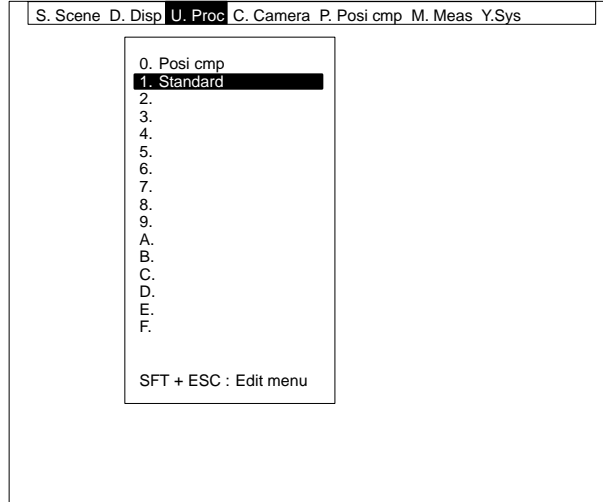 S. Scene D. Disp U. Proc C. Camera P. Posi cmp M. Meas Y.Sys
0. Posi cmp
1. Standard
2.
3.
4.
5.
6.
7.
8.
9.
A.
B.
C.
D.
E.
F.
SFT + ESC : Edit menu